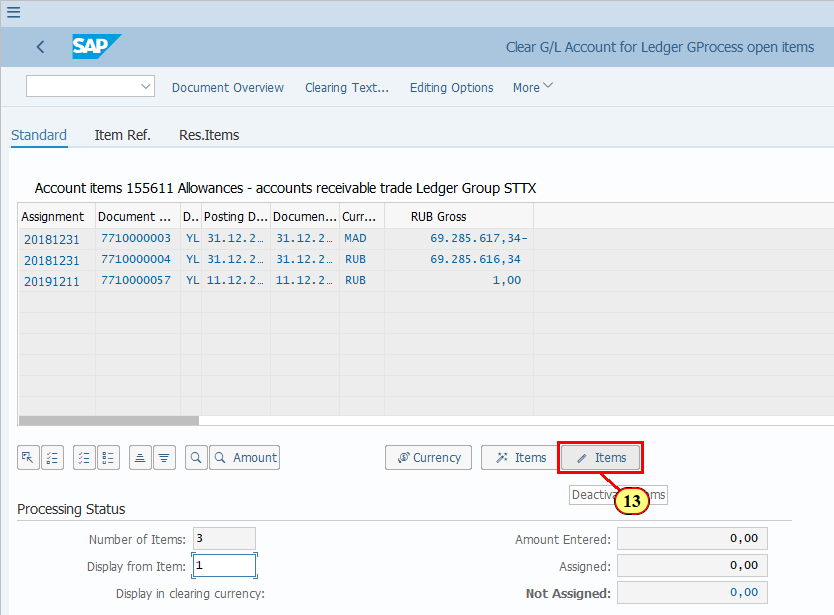 SAP
Clear G/L Account for Ledger GProcess open items
Document Overview Clearing Text... Editing Options More
Standard Item Ref. Res.Items
Account items 155611 Allowances - accounts receivable trade Ledger Group STTX
Assignment Document ... D.. Posting D... Documen... Curr... RUB Gross
20181231 7710000003 YL 31.12.2… 31.12.2… MAD 69.285.617,34-
20181231 7710000004 YL 31.12.2… 31.12.2… RUB 69.285.616,34
20191211 7710000057 YL 11.12.2… 11.12.2… RUB 1,00
Amount Currency Items Items
13
Processing Status
Number of Items: 3 Amount Entered: 0,00
Display from Item: 1 Assigned: 0,00
Display in clearing currency: Not Assigned: 0,00